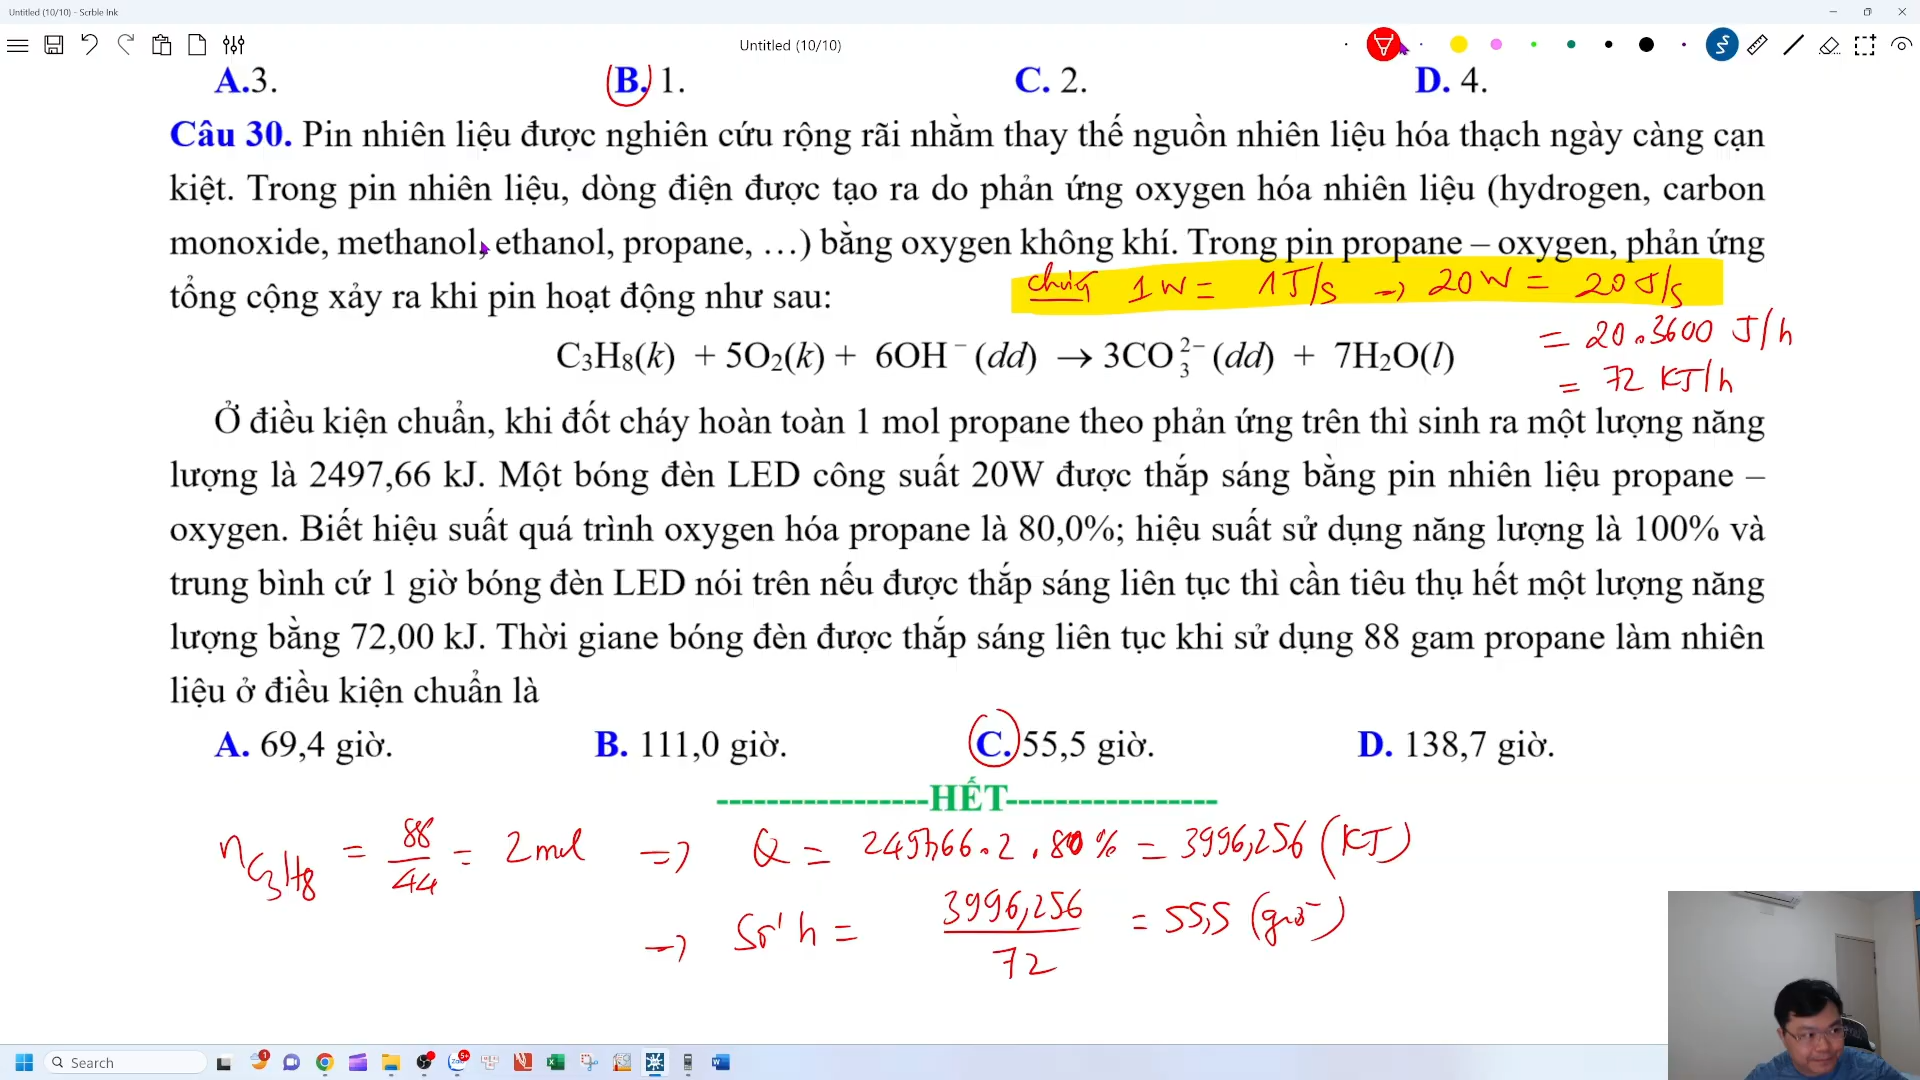 Untitled (10/10) - Scrble Ink
Untitled (10/10)
A.3. B. 1. C. 2. D. 4.
Câu 30. Pin nhiên liệu được nghiên cứu rộng rãi nhằm thay thế nguồn nhiên liệu hóa thạch ngày càng cạn
kiệt. Trong pin nhiên liệu, dòng điện được tạo ra do phản ứng oxygen hóa nhiên liệu (hydrogen, carbon
monoxide, methanol, ethanol, propane, …) bằng oxygen không khí. Trong pin propane – oxygen, phản ứng
tổng cộng xảy ra khi pin hoạt động như sau:
1W = 1J/s → 20W = 20J/s
= 20.3600 J/h
= 72 KJ/h
C₃H₈(k) + 5O₂(k) + 6OH⁻(dd) → 3CO₃²⁻(dd) + 7H₂O(l)
Ở điều kiện chuẩn, khi đốt cháy hoàn toàn 1 mol propane theo phản ứng trên thì sinh ra một lượng năng
lượng là 2497,66 kJ. Một bóng đèn LED công suất 20W được thắp sáng bằng pin nhiên liệu propane –
oxygen. Biết hiệu suất quá trình oxygen hóa propane là 80,0%; hiệu suất sử dụng năng lượng là 100% và
trung bình cứ 1 giờ bóng đèn LED nói trên nếu được thắp sáng liên tục thì cần tiêu thụ hết một lượng năng
lượng bằng 72,00 kJ. Thời giane bóng đèn được thắp sáng liên tục khi sử dụng 88 gam propane làm nhiên
liệu ở điều kiện chuẩn là
A. 69,4 giờ. B. 111,0 giờ. C. 55,5 giờ. D. 138,7 giờ.
-----------------HẾT-----------------
nC₃H₈ = 88/44 = 2 mol => Q = 2497,66.2.80% = 3996,256 (KJ)
→ Số h = 3996,256/72 = 55,5 (giờ)
Search